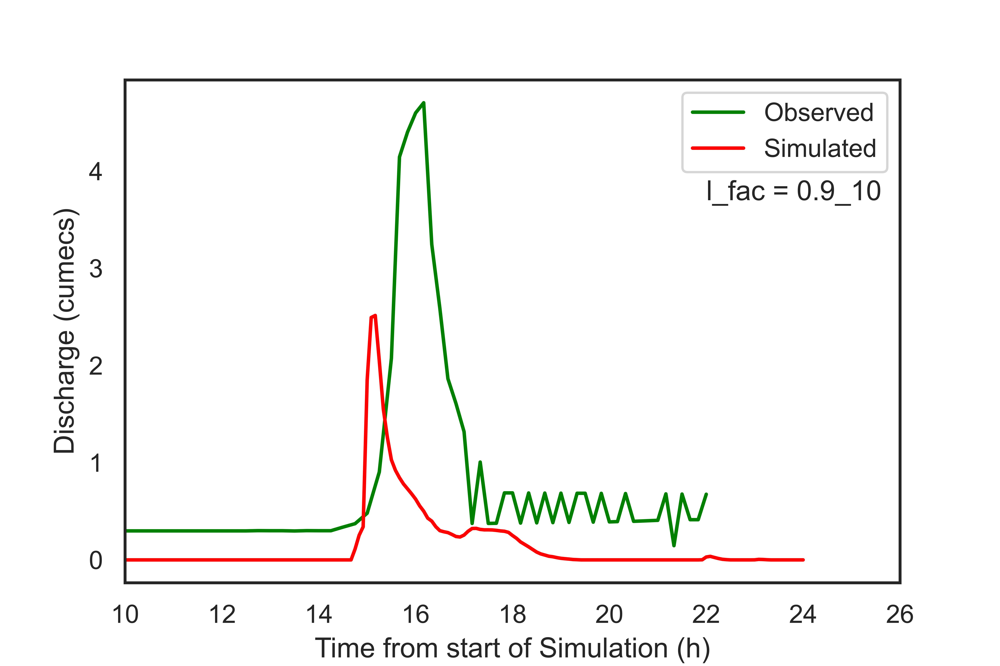 Observed
Simulated
I_fac = 0.9_10
Discharge (cumecs)
4
3
2
1
0
10 12 14 16 18 20 22 24 26
Time from start of Simulation (h)